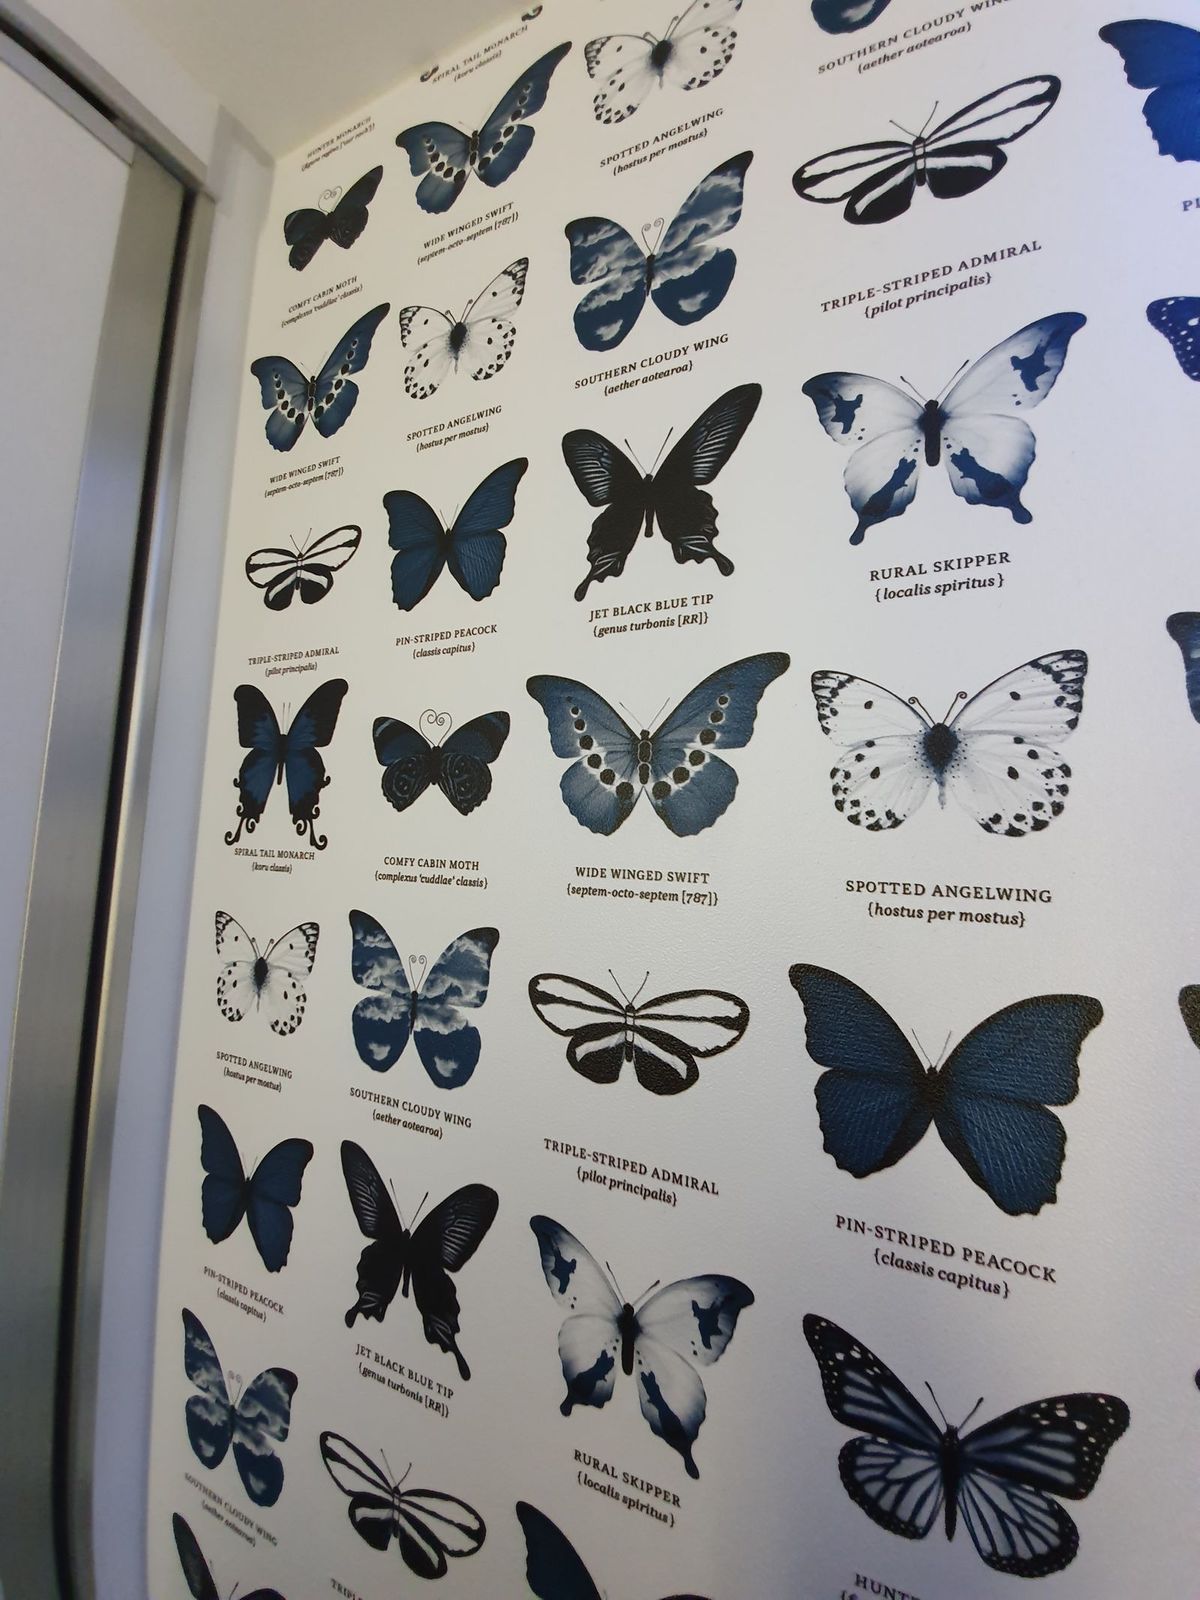 SPIRAL TAIL MONARCH
{koru classis}
HUNTER MONARCH
SPOTTED ANGELWING
{hostus per mostus}
SOUTHERN CLOUDY WING
{aether aotearoa}
WIDE WINGED SWIFT
{septem-octo-septem [787]}
COMFY CABIN MOTH
{complexus 'cuddlae' classis}
TRIPLE-STRIPED ADMIRAL
{pilot principalis}
SOUTHERN CLOUDY WING
{aether aotearoa}
SPOTTED ANGELWING
{hostus per mostus}
WIDE WINGED SWIFT
{septem-octo-septem [787]}
RURAL SKIPPER
{localis spiritus}
JET BLACK BLUE TIP
{genus turbonis [RR]}
PIN-STRIPED PEACOCK
{classis capitus}
TRIPLE-STRIPED ADMIRAL
{pilot principalis}
SPIRAL TAIL MONARCH
{koru classis}
COMFY CABIN MOTH
{complexus 'cuddlae' classis}
WIDE WINGED SWIFT
{septem-octo-septem [787]}
SPOTTED ANGELWING
{hostus per mostus}
SPOTTED ANGELWING
{hostus per mostus}
SOUTHERN CLOUDY WING
{aether aotearoa}
TRIPLE-STRIPED ADMIRAL
{pilot principalis}
PIN-STRIPED PEACOCK
{classis capitus}
PIN-STRIPED PEACOCK
{classis capitus}
JET BLACK BLUE TIP
{genus turbonis [RR]}
RURAL SKIPPER
{localis spiritus}
SOUTHERN CLOUDY WING
{aether aotearoa}